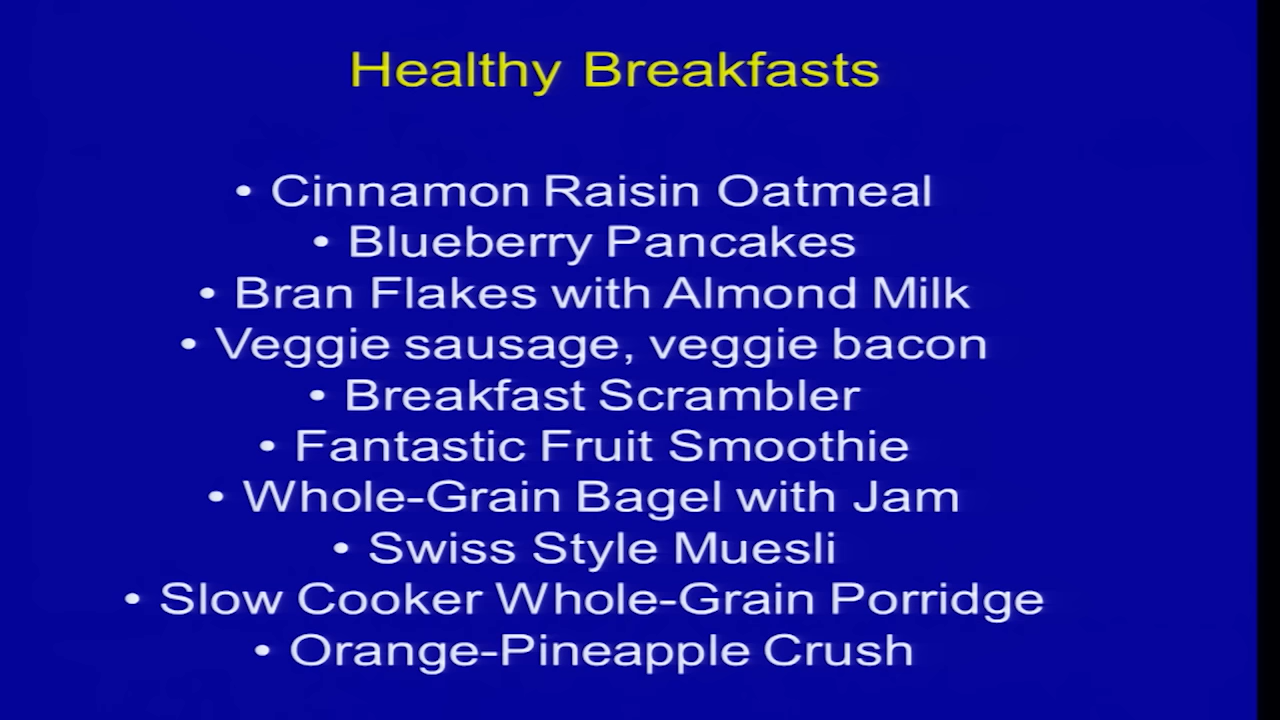 Healthy Breakfasts
• Cinnamon Raisin Oatmeal
• Blueberry Pancakes
• Bran Flakes with Almond Milk
• Veggie sausage, veggie bacon
• Breakfast Scrambler
• Fantastic Fruit Smoothie
• Whole-Grain Bagel with Jam
• Swiss Style Muesli
• Slow Cooker Whole-Grain Porridge
• Orange-Pineapple Crush